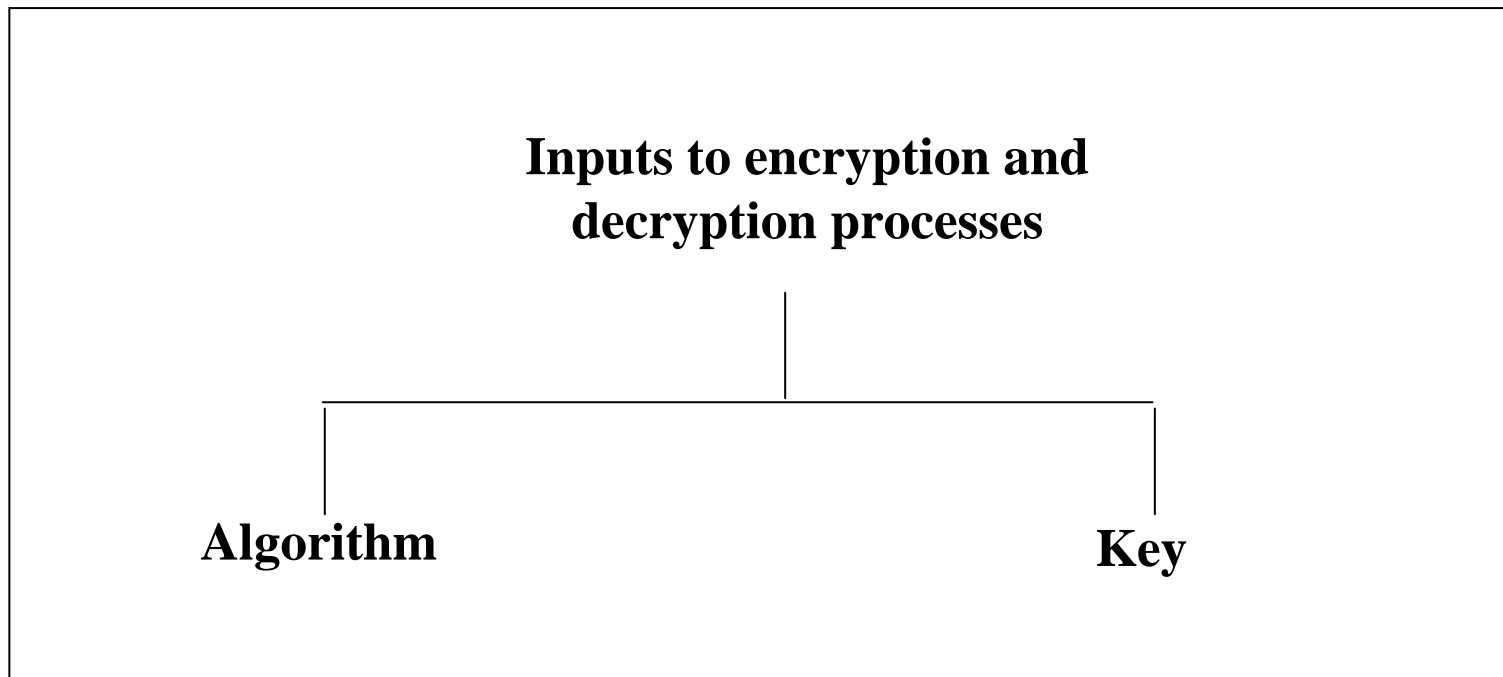 Inputs to encryption and
decryption processes
Algorithm
Key